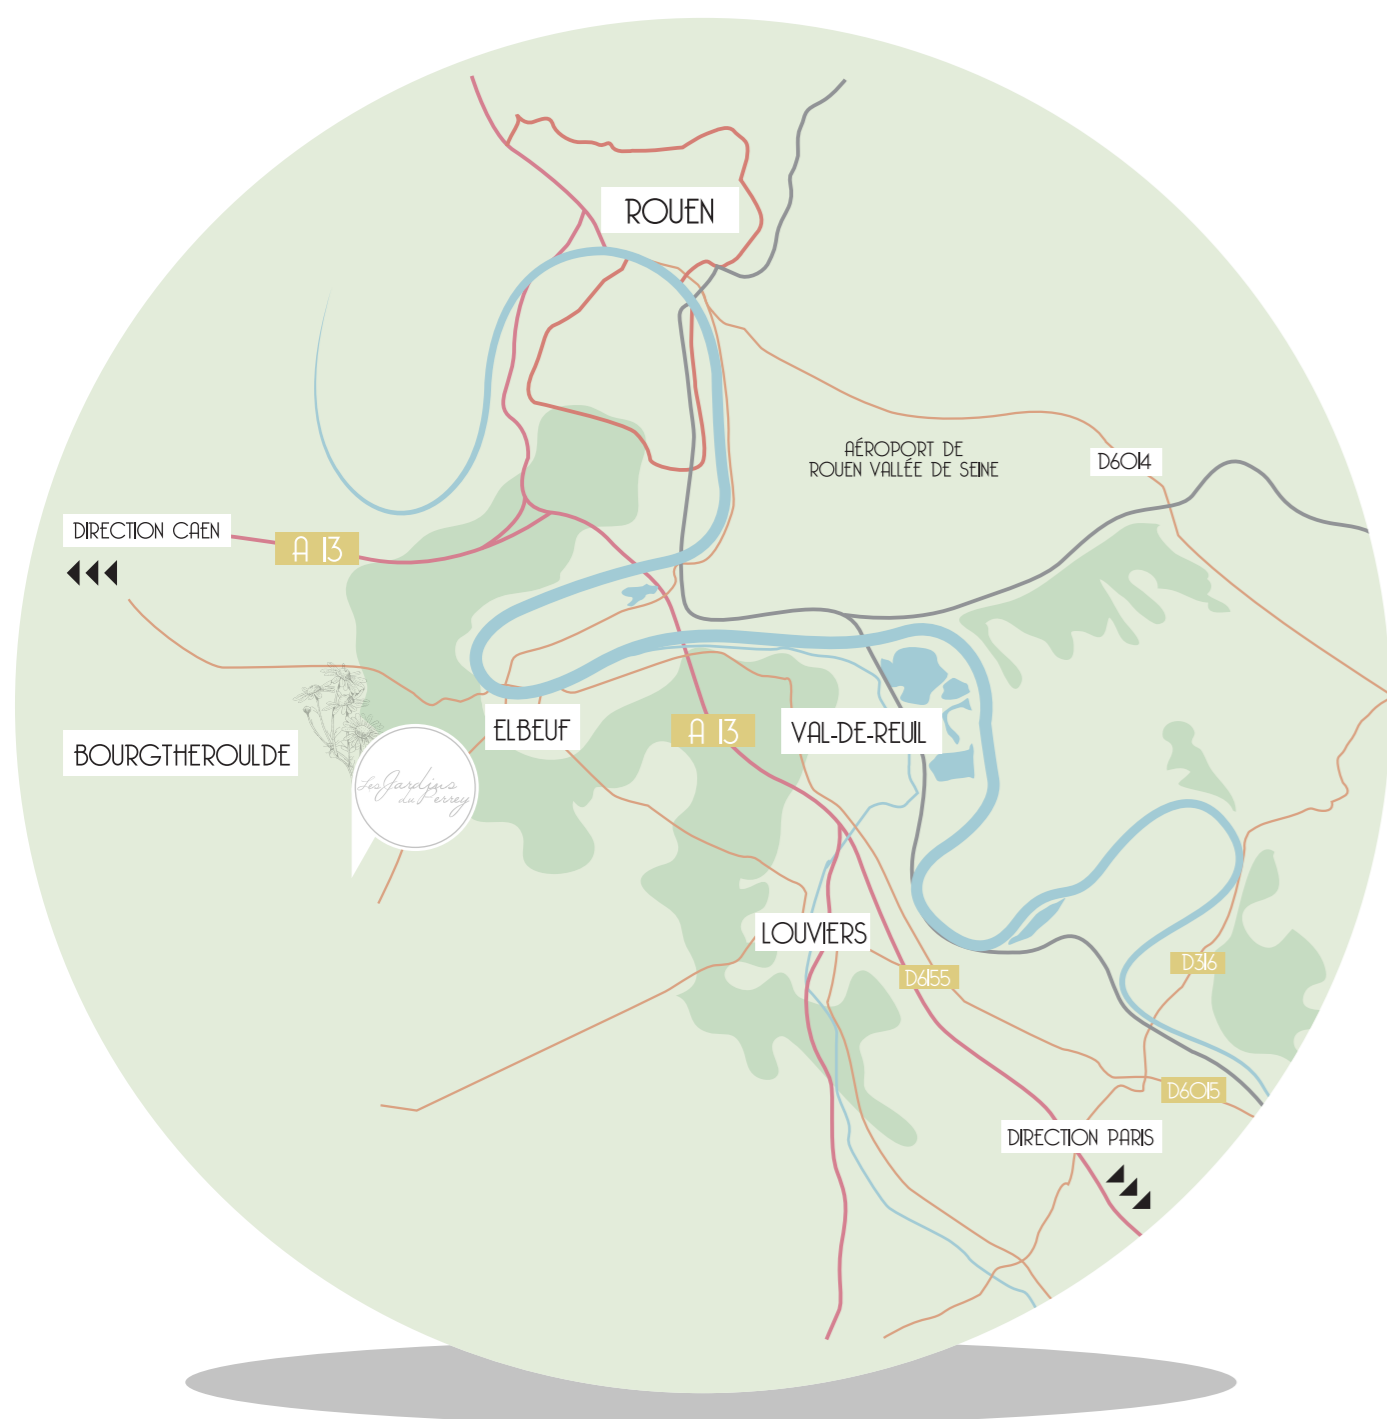 ROUEN
AÉROPORT DE
ROUEN VALLÉE DE SEINE
D6014
DIRECTION CAEN
A 13
ELBEUF
A 13
VAL-DE-REUIL
BOURGTHEROULDE
Les Jardins
du Perrey
LOUVIERS
D6155
D316
D6015
DIRECTION PARIS